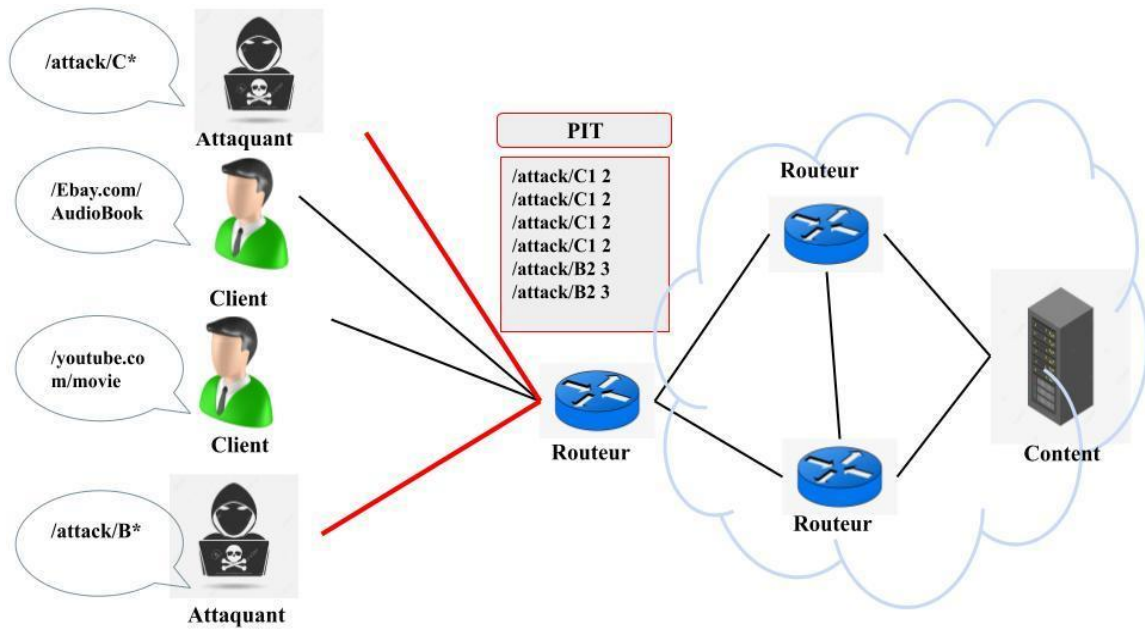 /attack/C*
Attaquant
/Ebay.com/
AudioBook
Client
/youtube.co
m/movie
Client
/attack/B*
Attaquant
PIT
/attack/C1 2
/attack/C1 2
/attack/C1 2
/attack/C1 2
/attack/B2 3
/attack/B2 3
Routeur
Routeur
Routeur
Content